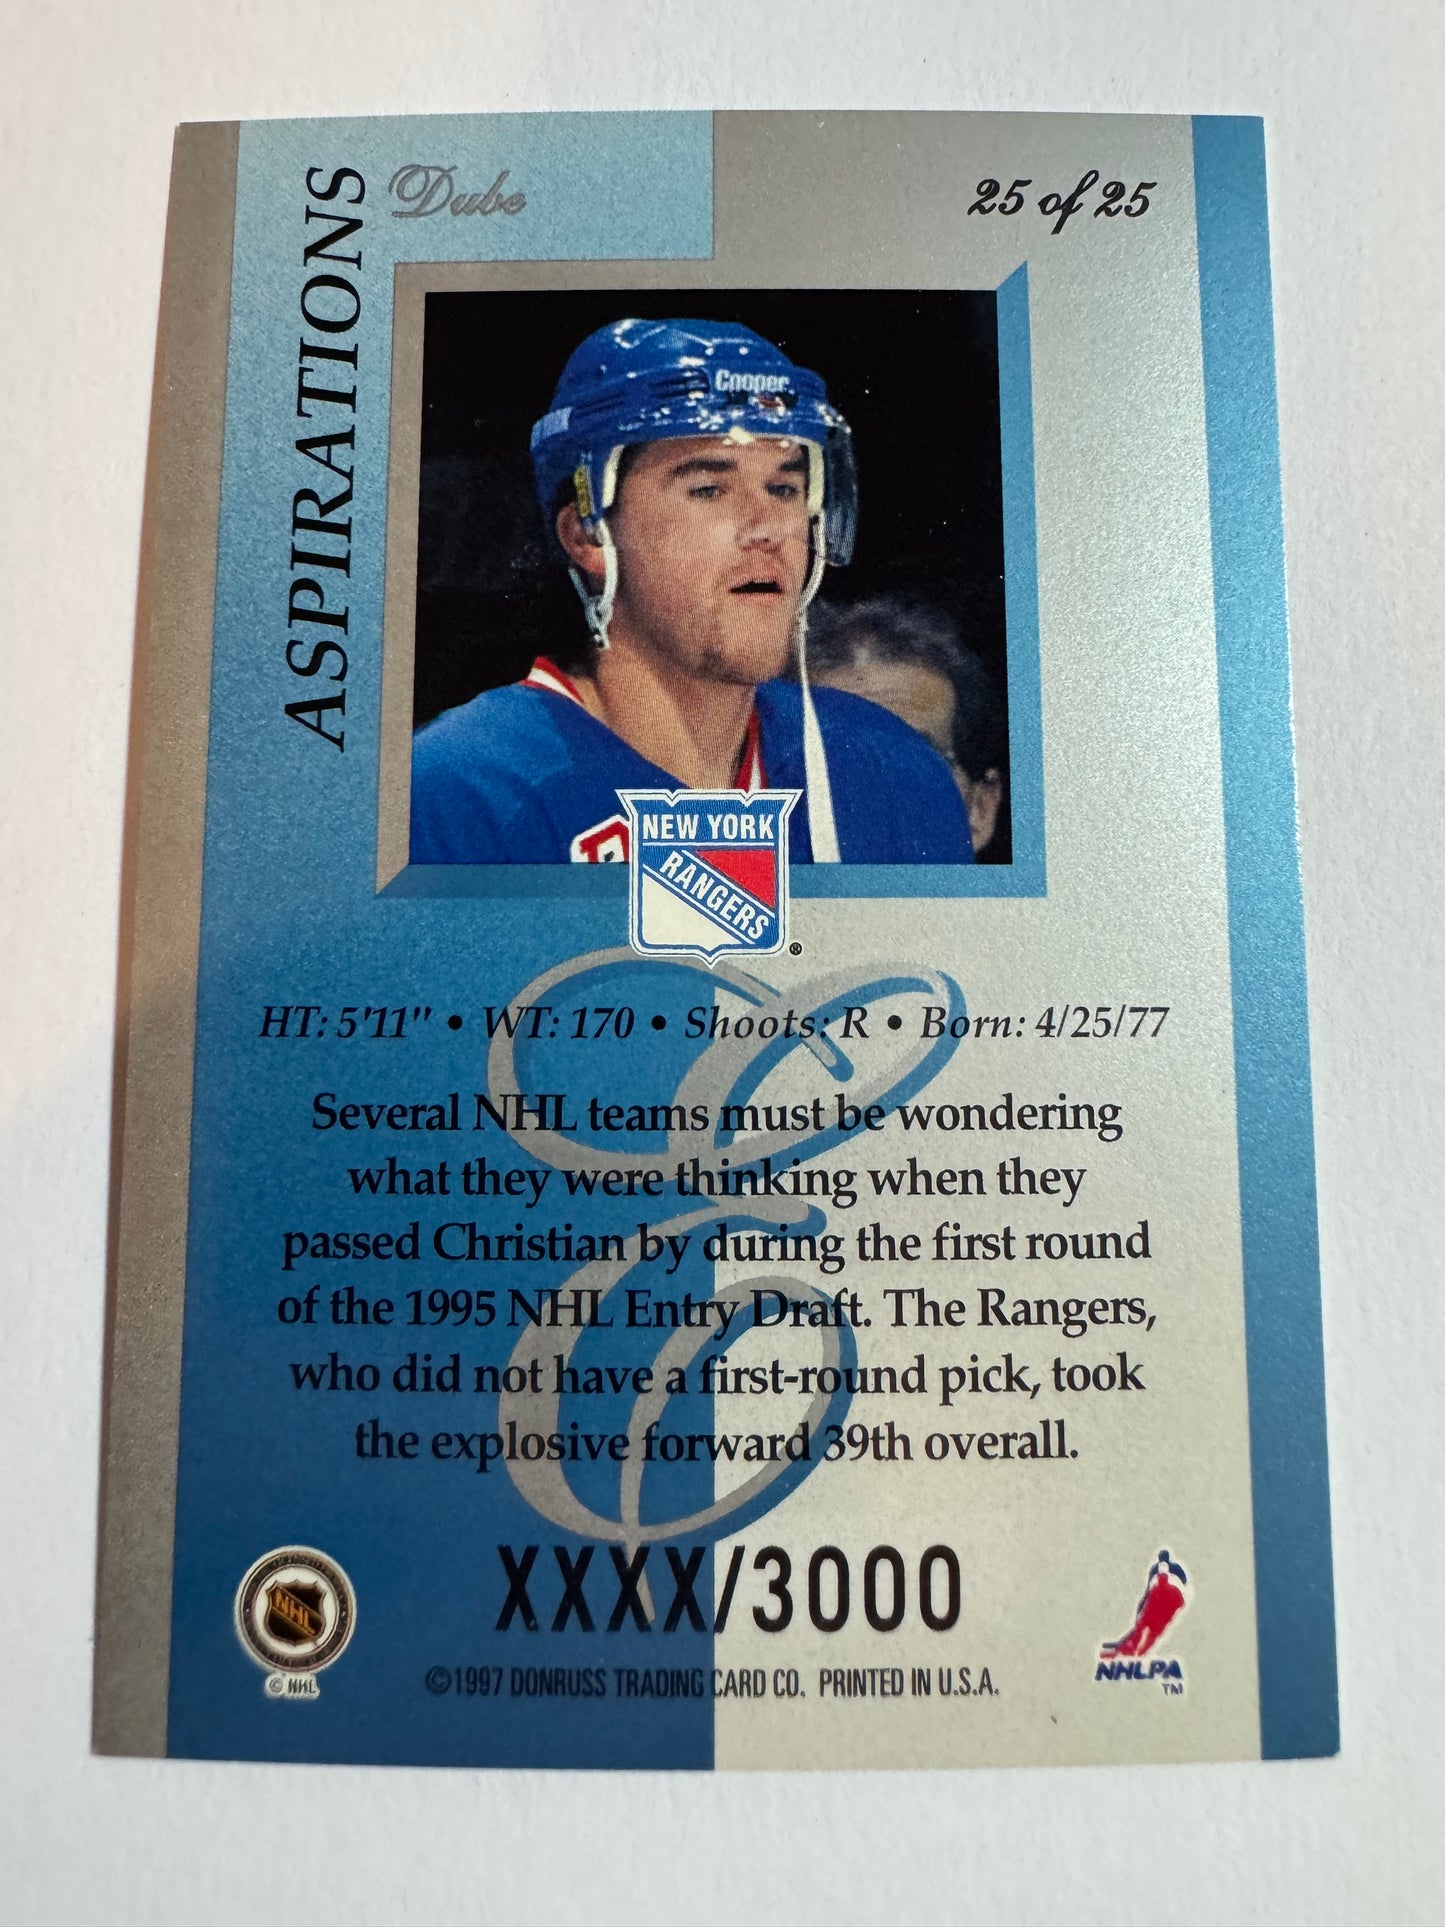 ASPIRATIONS
Dube
25 of 25
Cooper
NEW YORK
RANGERS
®
HT: 5'11" • WT: 170 • Shoots: R • Born: 4/25/77
Several NHL teams must be wondering
what they were thinking when they
passed Christian by during the first round
of the 1995 NHL Entry Draft. The Rangers,
who did not have a first-round pick, took
the explosive forward 39th overall.
XXXX/3000
NHL
© NHL
©1997 DONRUSS TRADING CARD CO. PRINTED IN U.S.A.
NHLPA
TM